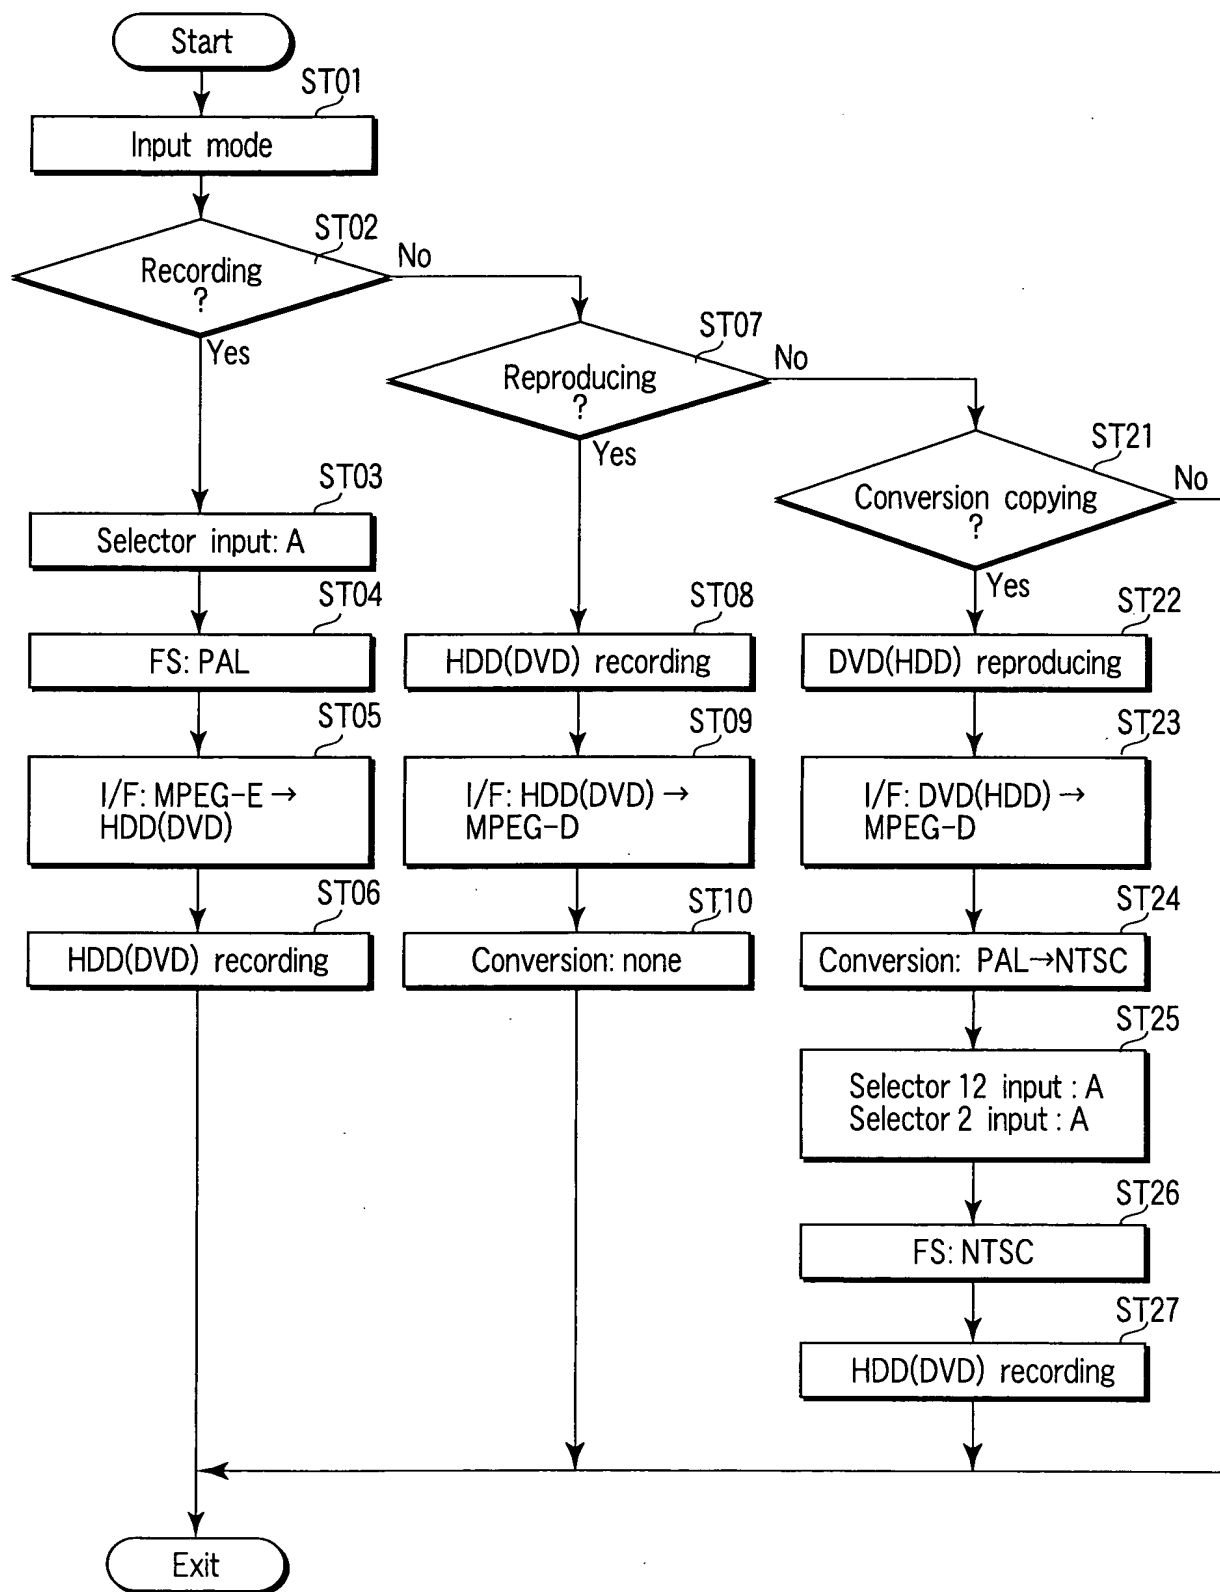 Start
ST01
Input mode
ST02
Recording
?
No
Yes
ST07
Reproducing
?
No
Yes
ST21
Conversion copying
?
No
Yes
ST03
Selector input: A
ST04
FS: PAL
ST05
I/F: MPEG-E →
HDD(DVD)
ST06
HDD(DVD) recording
ST08
HDD(DVD) recording
ST09
I/F: HDD(DVD) →
MPEG-D
ST10
Conversion: none
ST22
DVD(HDD) reproducing
ST23
I/F: DVD(HDD) →
MPEG-D
ST24
Conversion: PAL→NTSC
ST25
Selector 12 input : A
Selector 2 input : A
ST26
FS: NTSC
ST27
HDD(DVD) recording
Exit